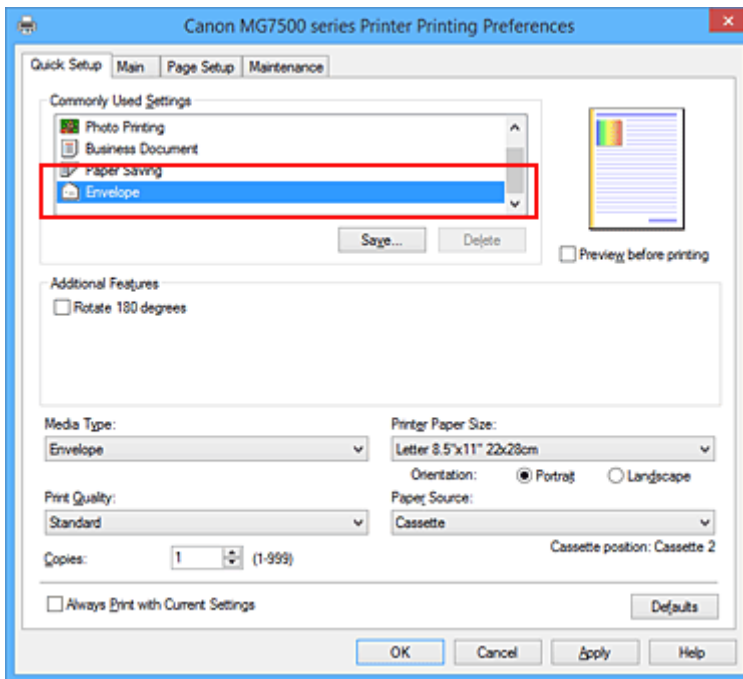 Canon MG7500 series Printer Printing Preferences
Quick Setup Main Page Setup Maintenance
Commonly Used Settings
Photo Printing
Business Document
Paper Saving
Envelope
Save... Delete
Preview before printing
Additional Features
Rotate 180 degrees
Media Type: Printer Paper Size:
Envelope Letter 8.5"x11" 22x28cm
Orientation: Portrait Landscape
Print Quality: Paper Source:
Standard Cassette
Cassette position: Cassette 2
Copies: 1 (1-999)
Always Print with Current Settings Defaults
OK Cancel Apply Help